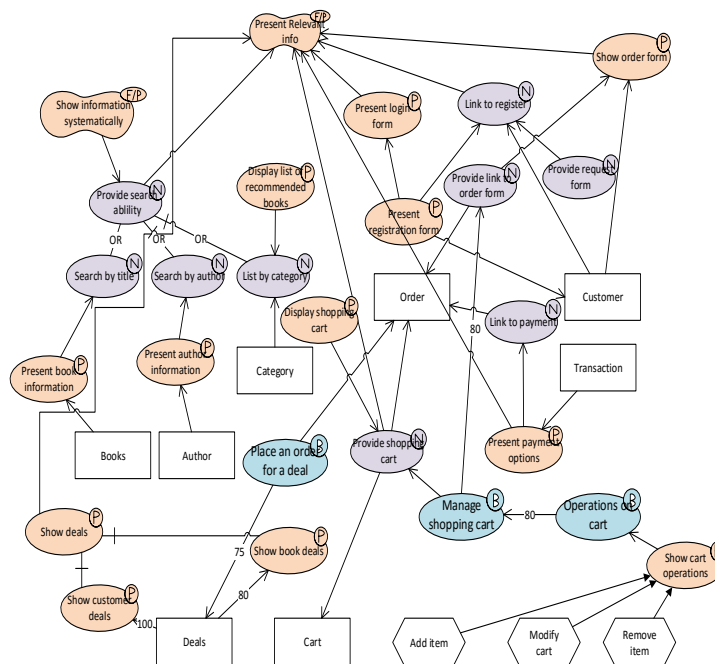 F/P
Present Relevant
info
P
Show order form
F/P
Show information
systematically
P
Present login
form
N
Link to register
P
Display list of
recommended
books
N
Provide link to
order form
N
Provide request
form
N
Provide search
ablility
P
Present
registration form
OR
OR
OR
N
Search by title
N
Search by author
N
List by category
Order
Customer
P
Display shopping
cart
N
Link to payment
80
P
Present book
information
P
Present author
information
Category
Transaction
Books
Author
B
Place an order
for a deal
N
Provide shopping
cart
P
Present payment
options
P
Show deals
B
Manage
shopping cart
80
B
Operations on
cart
75
P
Show book deals
80
Show cart
operations
P
Show customer
deals
100
Deals
Cart
Add item
Modify
cart
Remove
item